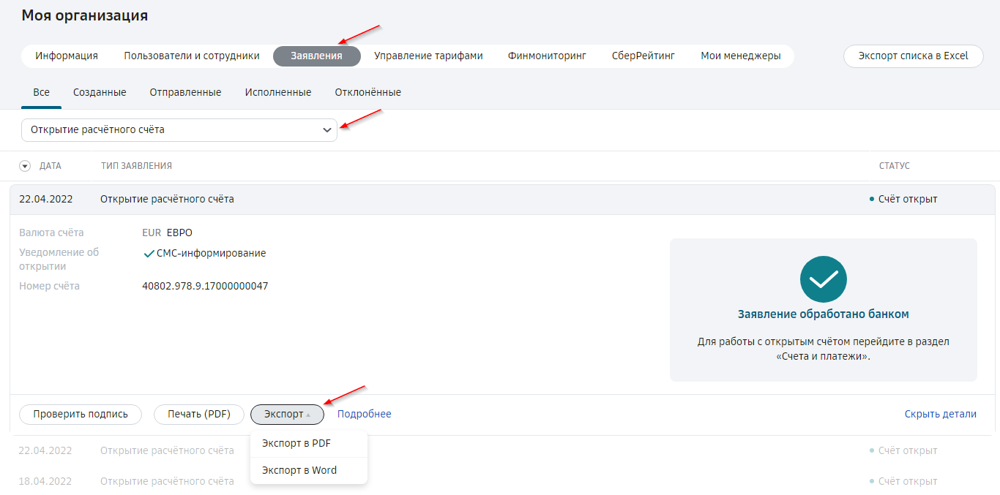 Моя организация
Информация Пользователи и сотрудники Заявления Управление тарифами Финмониторинг СберРейтинг Мои менеджеры Экспорт списка в Excel
Все Созданные Отправленные Исполненные Отклонённые
Открытие расчётного счёта
ДАТА ТИП ЗАЯВЛЕНИЯ СТАТУС
22.04.2022 Открытие расчётного счёта Счёт открыт
Валюта счёта EUR ЕВРО
Уведомление об
открытии
СМС-информирование
Номер счёта 40802.978.9.17000000047
Заявление обработано банком
Для работы с открытым счётом перейдите в раздел
«Счета и платежи».
Проверить подпись Печать (PDF) Экспорт Подробнее Скрыть детали
Экспорт в PDF
Экспорт в Word
22.04.2022 Открытие расчётного счёта Счёт открыт
18.04.2022 Открытие расчётного счёта Счёт открыт